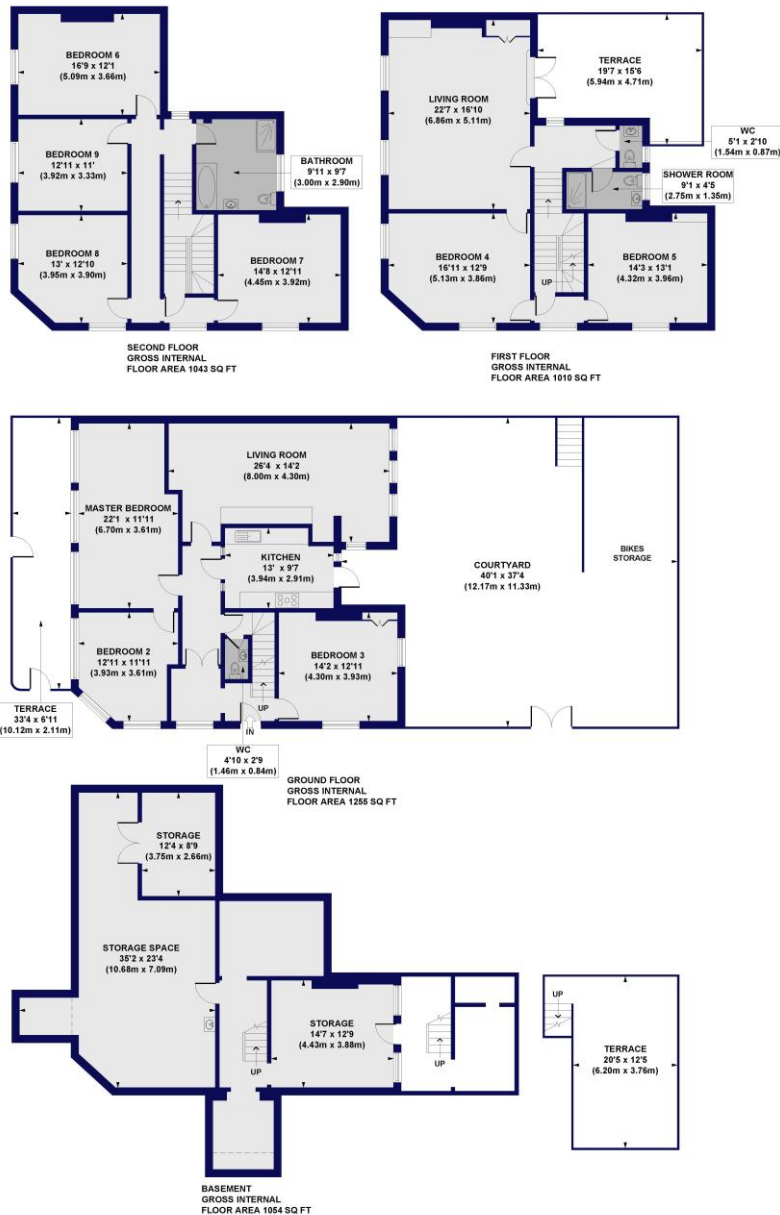 BEDROOM 6
16'9 x 12'1
(5.09m x 3.66m)
BEDROOM 9
12'11 x 11'
(3.92m x 3.33m)
BATHROOM
9'11 x 9'7
(3.00m x 2.90m)
BEDROOM 8
13' x 12'10
(3.95m x 3.90m)
BEDROOM 7
14'8 x 12'11
(4.45m x 3.92m)
SECOND FLOOR
GROSS INTERNAL
FLOOR AREA 1043 SQ FT
LIVING ROOM
22'7 x 16'10
(6.86m x 5.11m)
TERRACE
19'7 x 15'6
(5.94m x 4.71m)
WC
5'1 x 2'10
(1.54m x 0.87m)
SHOWER ROOM
9'1 x 4'5
(2.75m x 1.35m)
BEDROOM 4
16'11 x 12'9
(5.13m x 3.86m)
UP
BEDROOM 5
14'3 x 13'1
(4.32m x 3.96m)
FIRST FLOOR
GROSS INTERNAL
FLOOR AREA 1010 SQ FT
LIVING ROOM
26'4 x 14'2
(8.00m x 4.30m)
MASTER BEDROOM
22'1 x 11'11
(6.70m x 3.61m)
KITCHEN
13' x 9'7
(3.94m x 2.91m)
COURTYARD
40'1 x 37'4
(12.17m x 11.33m)
BIKES
STORAGE
BEDROOM 2
12'11 x 11'11
(3.93m x 3.61m)
BEDROOM 3
14'2 x 12'11
(4.30m x 3.93m)
UP
IN
TERRACE
33'4 x 6'11
(10.12m x 2.11m)
WC
4'10 x 2'9
(1.46m x 0.84m)
GROUND FLOOR
GROSS INTERNAL
FLOOR AREA 1255 SQ FT
STORAGE
12'4 x 8'9
(3.75m x 2.66m)
STORAGE SPACE
35'2 x 23'4
(10.68m x 7.09m)
UP
STORAGE
14'7 x 12'9
(4.43m x 3.88m)
UP
UP
TERRACE
20'5 x 12'5
(6.20m x 3.76m)
BASEMENT
GROSS INTERNAL
FLOOR AREA 1054 SQ FT